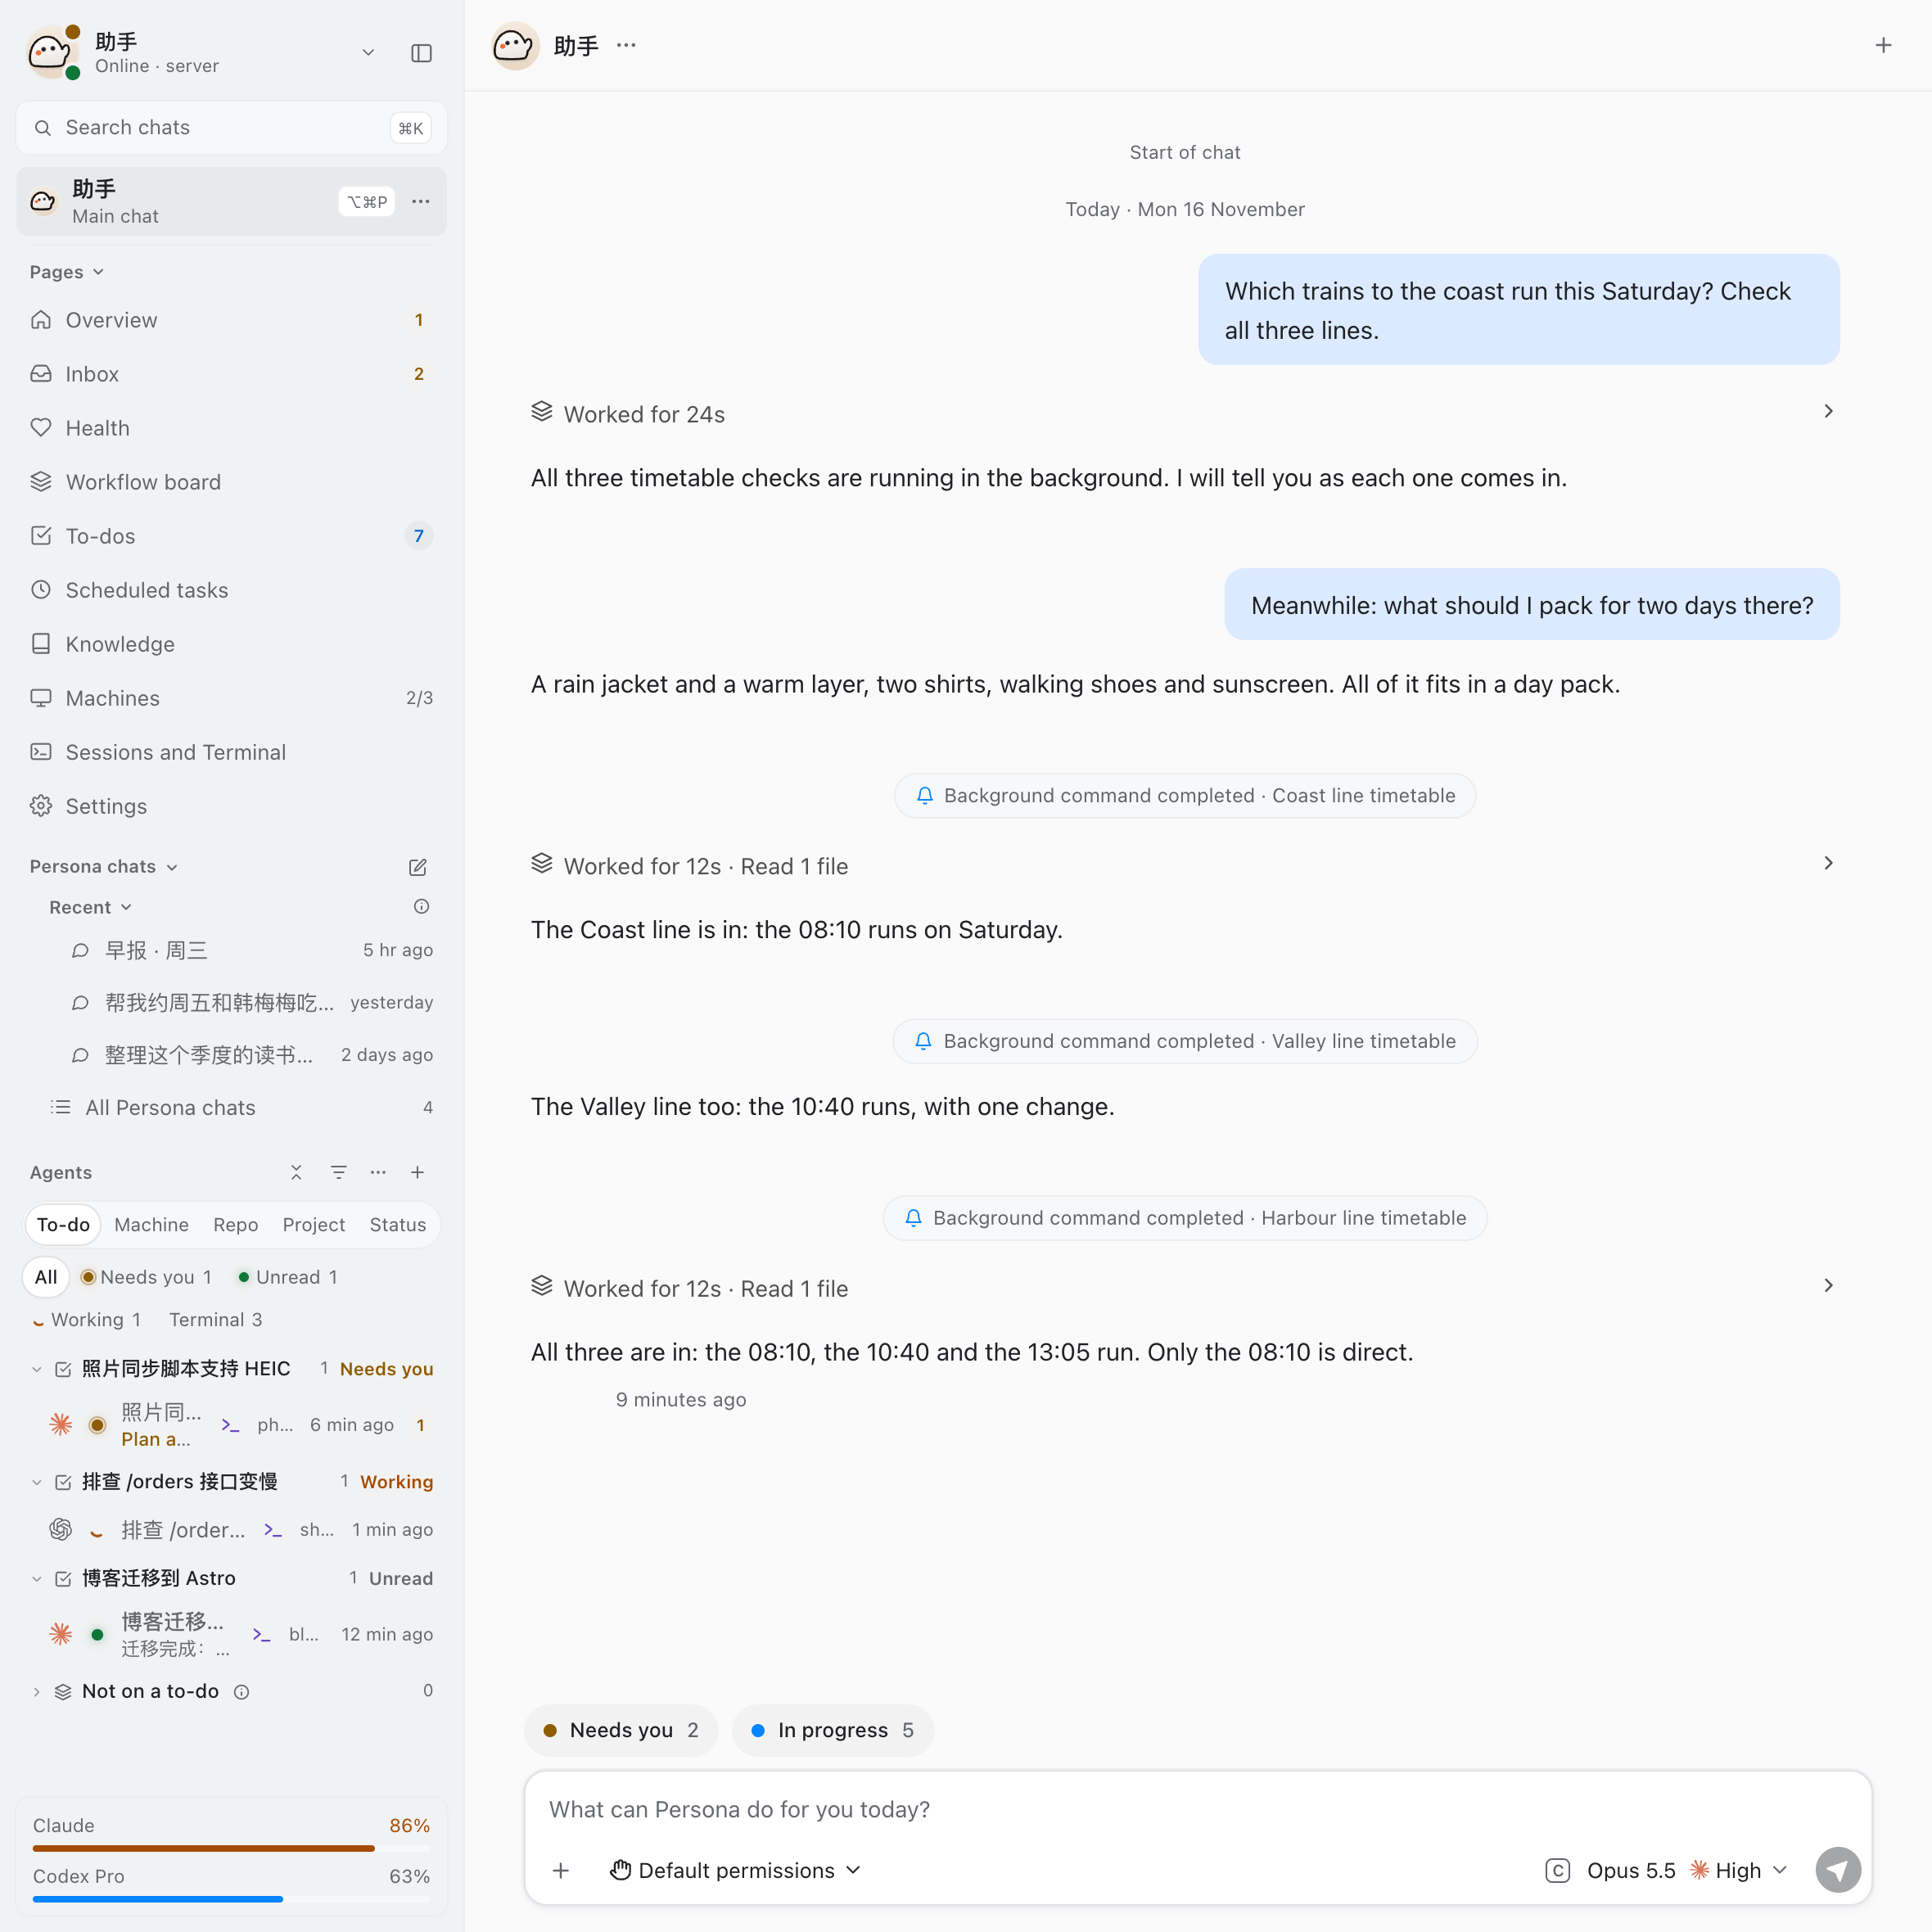 助手
Online · server
Search chats
⌘K
助手
Main chat
⌥⌘P
Pages
Overview
1
Inbox
2
Health
Workflow board
To-dos
7
Scheduled tasks
Knowledge
Machines
2/3
Sessions and Terminal
Settings
Persona chats
Recent
早报 · 周三
5 hr ago
帮我约周五和韩梅梅吃...
yesterday
整理这个季度的读书...
2 days ago
All Persona chats
4
Agents
To-do
Machine
Repo
Project
Status
All
Needs you 1
Unread 1
Working 1
Terminal 3
照片同步脚本支持 HEIC
1 Needs you
照片同...
Plan a...
ph...
6 min ago
1
排查 /orders 接口变慢
1 Working
排查 /order...
sh...
1 min ago
博客迁移到 Astro
1 Unread
博客迁移...
迁移完成: ...
bl...
12 min ago
Not on a to-do
0
Claude
86%
Codex Pro
63%
助手
Start of chat
Today · Mon 16 November
Which trains to the coast run this Saturday? Check
all three lines.
Worked for 24s
All three timetable checks are running in the background. I will tell you as each one comes in.
Meanwhile: what should I pack for two days there?
A rain jacket and a warm layer, two shirts, walking shoes and sunscreen. All of it fits in a day pack.
Background command completed · Coast line timetable
Worked for 12s · Read 1 file
The Coast line is in: the 08:10 runs on Saturday.
Background command completed · Valley line timetable
The Valley line too: the 10:40 runs, with one change.
Background command completed · Harbour line timetable
Worked for 12s · Read 1 file
All three are in: the 08:10, the 10:40 and the 13:05 run. Only the 08:10 is direct.
9 minutes ago
Needs you 2
In progress 5
What can Persona do for you today?
Default permissions
C
Opus 5.5
High